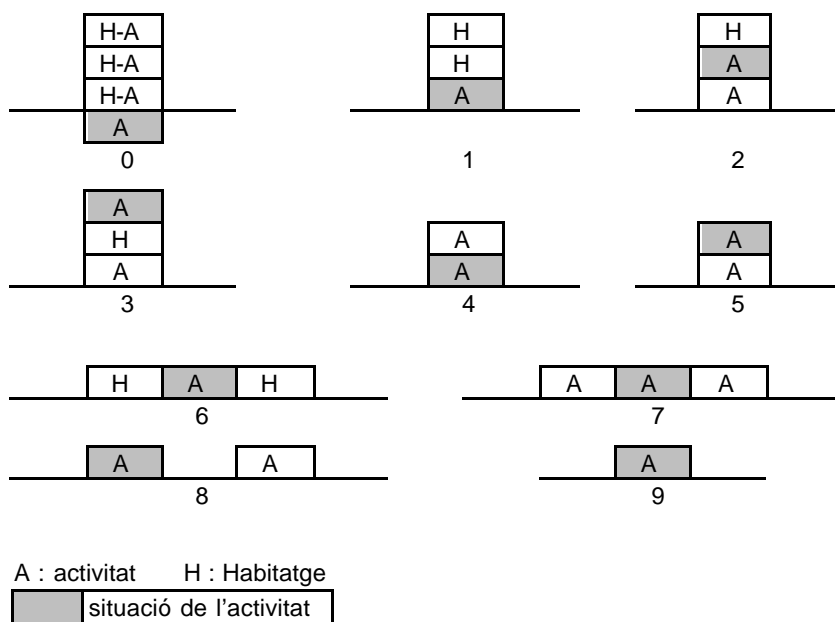 H-A H H
H-A H A
H-A A A
A
0 1 2
A
H A A
A A A
3 4 5
H A H A A A
6 7
A A A
8 9
A : activitat H : Habitatge
situació de l'activitat